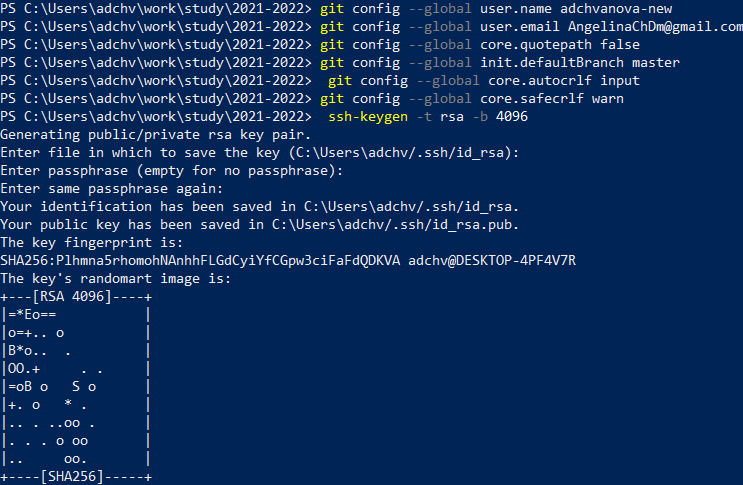 PS C:\Users\adchv\work\study\2021-2022> git config --global user.name adchvanova-new
PS C:\Users\adchv\work\study\2021-2022> git config --global user.email AngelinaChDm@gmail.com
PS C:\Users\adchv\work\study\2021-2022> git config --global core.quotepath false
PS C:\Users\adchv\work\study\2021-2022> git config --global init.defaultBranch master
PS C:\Users\adchv\work\study\2021-2022>  git config --global core.autocrlf input
PS C:\Users\adchv\work\study\2021-2022> git config --global core.safecrlf warn
PS C:\Users\adchv\work\study\2021-2022>  ssh-keygen -t rsa -b 4096
Generating public/private rsa key pair.
Enter file in which to save the key (C:\Users\adchv/.ssh/id_rsa):
Enter passphrase (empty for no passphrase):
Enter same passphrase again:
Your identification has been saved in C:\Users\adchv/.ssh/id_rsa.
Your public key has been saved in C:\Users\adchv/.ssh/id_rsa.pub.
The key fingerprint is:
SHA256:Plhmna5rhomohNAnhhFLGdCyiYfCGpw3ciFaFdQDKVA adchv@DESKTOP-4PF4V7R
The key's randomart image is:
+---[RSA 4096]----+
|=*Eo==           |
|o=+.. o          |
|B*o..  .         |
|OO.+     . .     |
|=oB o   S o      |
|+. o   * .       |
|.. . ..oo .      |
|. . . o oo       |
|..     oo.       |
+----[SHA256]-----+